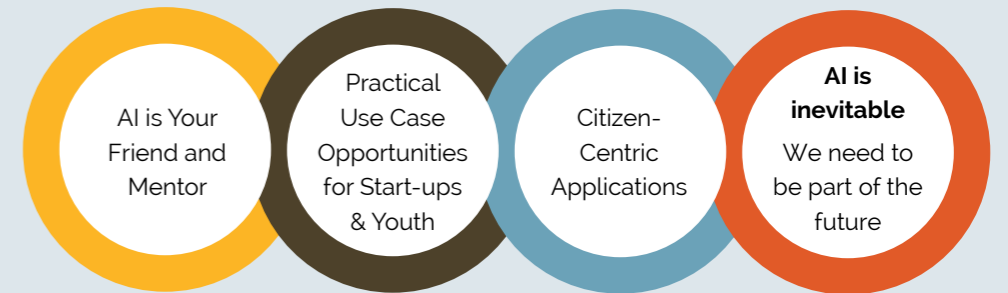 AI is Your
Friend and
Mentor
Practical
Use Case
Opportunities
for Start-ups
& Youth
Citizen-
Centric
Applications
AI is
inevitable
We need to
be part of the
future